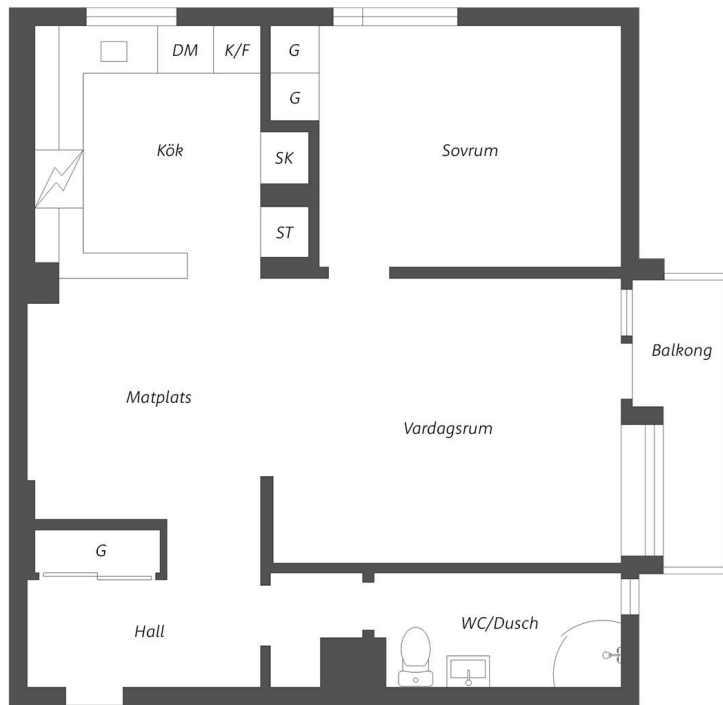 DM
K/F
G
G
Kök
SK
Sovrum
ST
Balkong
Matplats
Vardagsrum
G
Hall
WC/Dusch